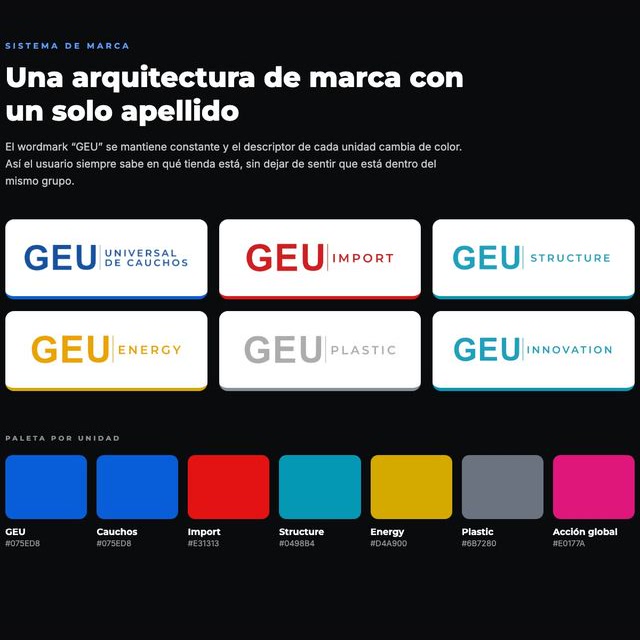 SISTEMA DE MARCA
Una arquitectura de marca con
un solo apellido
El wordmark “GEU” se mantiene constante y el descriptor de cada unidad cambia de color.
Así el usuario siempre sabe en qué tienda está, sin dejar de sentir que está dentro del
mismo grupo.
GEU UNIVERSAL
DE CAUCHOS
GEU IMPORT
GEU STRUCTURE
GEU ENERGY
GEU PLASTIC
GEU INNOVATION
PALETA POR UNIDAD
GEU
#075ED8
Cauchos
#075ED8
Import
#E31313
Structure
#0498B4
Energy
#D4A900
Plastic
#6B7280
Acción global
#E0177A